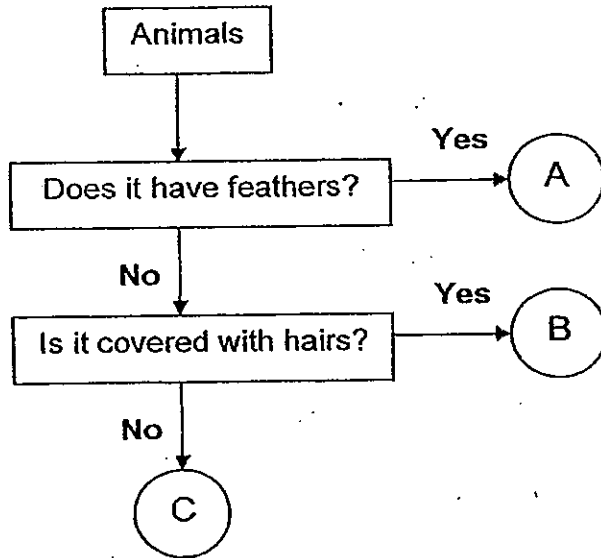 Animals
Yes
Does it have feathers?
A
No
Yes
Is it covered with hairs?
B
No
C